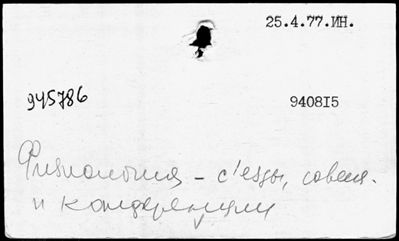 25.4.77.ИН.
945786
940815
Физиология – с'езды, совещ.
и конференции